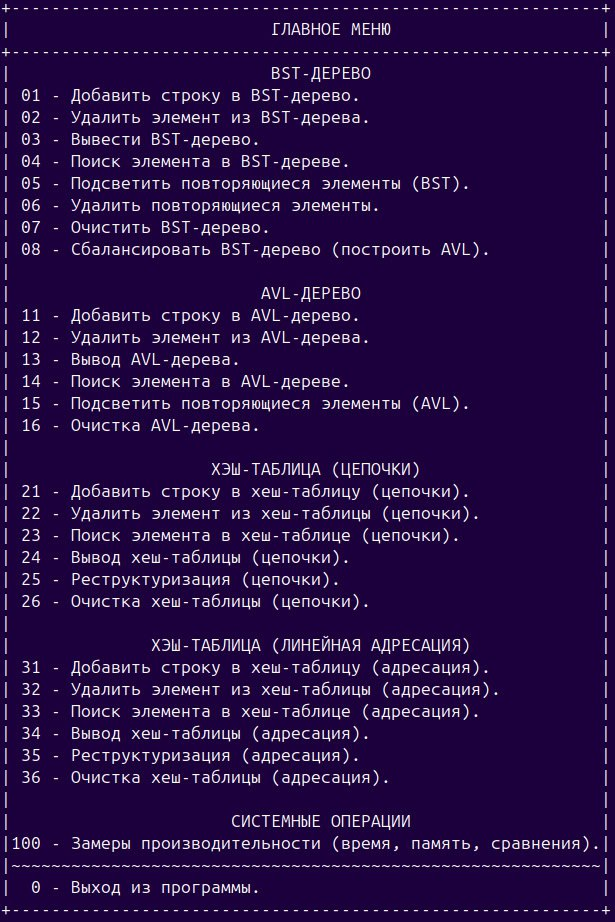 +-----------------------------------------------------------+
| ГЛАВНОЕ МЕНЮ |
+-----------------------------------------------------------+
| BST-ДЕРЕВО |
| 01 - Добавить строку в BST-дерево. |
| 02 - Удалить элемент из BST-дерева. |
| 03 - Вывести BST-дерево. |
| 04 - Поиск элемента в BST-дереве. |
| 05 - Подсветить повторяющиеся элементы (BST). |
| 06 - Удалить повторяющиеся элементы. |
| 07 - Очистить BST-дерево. |
| 08 - Сбалансировать BST-дерево (построить AVL). |
| |
| AVL-ДЕРЕВО |
| 11 - Добавить строку в AVL-дерево. |
| 12 - Удалить элемент из AVL-дерева. |
| 13 - Вывод AVL-дерева. |
| 14 - Поиск элемента в AVL-дереве. |
| 15 - Подсветить повторяющиеся элементы (AVL). |
| 16 - Очистка AVL-дерева. |
| |
| ХЭШ-ТАБЛИЦА (ЦЕПОЧКИ) |
| 21 - Добавить строку в хеш-таблицу (цепочки). |
| 22 - Удалить элемент из хеш-таблицы (цепочки). |
| 23 - Поиск элемента в хеш-таблице (цепочки). |
| 24 - Вывод хеш-таблицы (цепочки). |
| 25 - Реструктуризация (цепочки). |
| 26 - Очистка хеш-таблицы (цепочки). |
| |
| ХЭШ-ТАБЛИЦА (ЛИНЕЙНАЯ АДРЕСАЦИЯ) |
| 31 - Добавить строку в хеш-таблицу (адресация). |
| 32 - Удалить элемент из хеш-таблицы (адресация). |
| 33 - Поиск элемента в хеш-таблице (адресация). |
| 34 - Вывод хеш-таблицы (адресация). |
| 35 - Реструктуризация (адресация). |
| 36 - Очистка хеш-таблицы (адресация). |
| |
| СИСТЕМНЫЕ ОПЕРАЦИИ |
|100 - Замеры производительности (время, память, сравнения).|
|~~~~~~~~~~~~~~~~~~~~~~~~~~~~~~~~~~~~~~~~~~~~~~~~~~~~~~~~~~~|
| 0 - Выход из программы. |
+-----------------------------------------------------------+